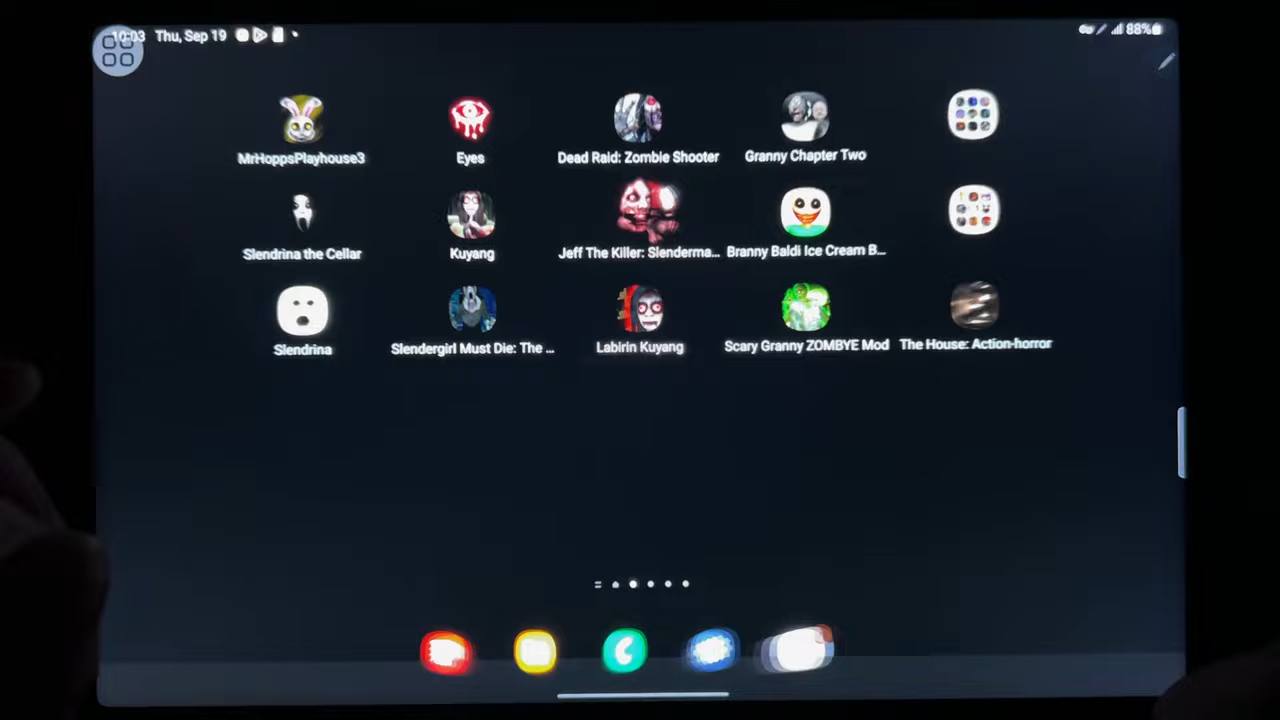 10:03 Thu, Sep 19 88%
MrHoppsPlayhouse3 Eyes Dead Raid: Zombie Shooter Granny Chapter Two
Slendrina the Cellar Kuyang Jeff The Killer: Slenderma... Branny Baldi Ice Cream B...
Slendrina Slendergirl Must Die: The ... Labirin Kuyang Scary Granny ZOMBYE Mod The House: Action-horror